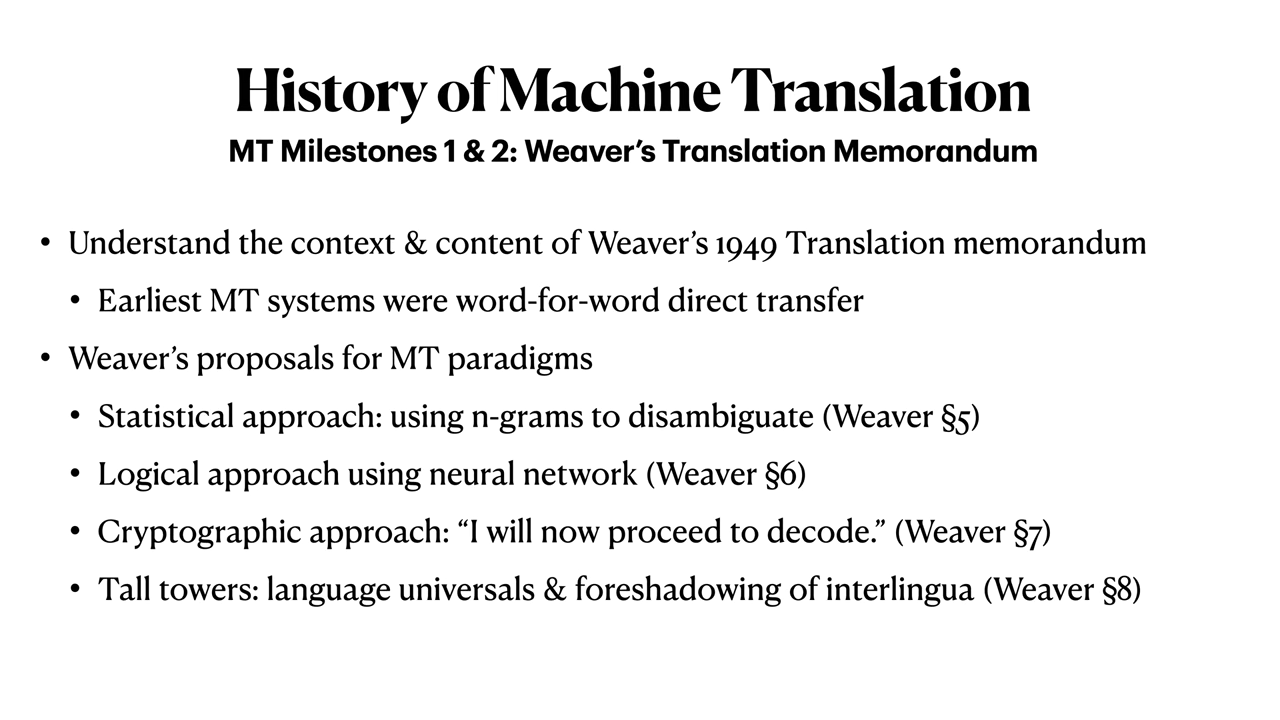 History of Machine Translation
MT Milestones 1 & 2: Weaver’s Translation Memorandum
• Understand the context & content of Weaver’s 1949 Translation memorandum
• Earliest MT systems were word-for-word direct transfer
• Weaver’s proposals for MT paradigms
• Statistical approach: using n-grams to disambiguate (Weaver §5)
• Logical approach using neural network (Weaver §6)
• Cryptographic approach: “I will now proceed to decode.” (Weaver §7)
• Tall towers: language universals & foreshadowing of interlingua (Weaver §8)